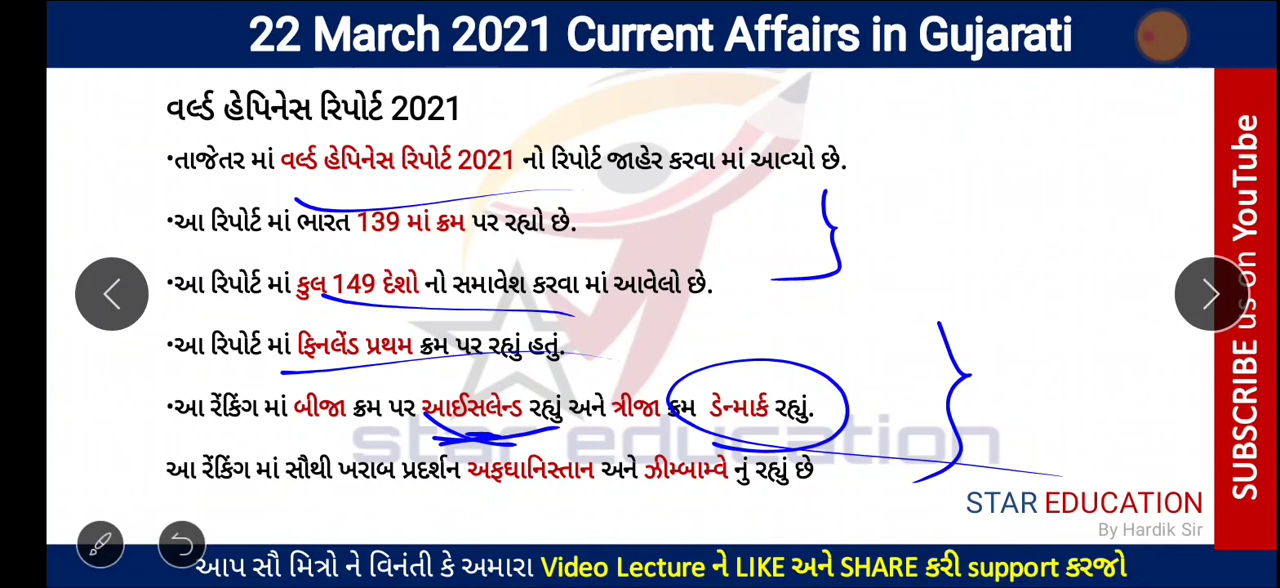 22 March 2021 Current Affairs in Gujarati
વર્લ્ડ હેપિનેસ રિપોર્ટ 2021
•તાજેતર માં વર્લ્ડ હેપિનેસ રિપોર્ટ 2021 નો રિપોર્ટ જાહેર કરવા માં આવ્યો છે.
•આ રિપોર્ટ માં ભારત 139 માં ક્રમ પર રહ્યો છે.
•આ રિપોર્ટ માં કુલ 149 દેશો નો સમાવેશ કરવા માં આવેલો છે.
•આ રિપોર્ટ માં ફિનલેંડ પ્રથમ ક્રમ પર રહ્યું હતું.
•આ રેંકિંગ માં બીજા ક્રમ પર આઈસલેન્ડ રહ્યું અને ત્રીજા ક્રમ ડેન્માર્ક રહ્યું.
આ રેંકિંગ માં સૌથી ખરાબ પ્રદર્શન અફઘાનિસ્તાન અને ઝીમ્બામ્વે નું રહ્યું છે
star education
STAR EDUCATION
By Hardik Sir
SUBSCRIBE us on YouTube
આપ સૌ મિત્રો ને વિનંતી કે અમારા Video Lecture ને LIKE અને SHARE કરી support કરજો